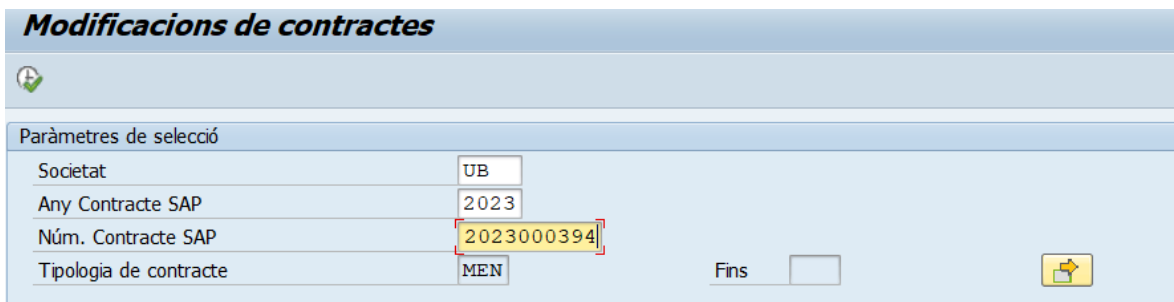 Modificacions de contractes
Paràmetres de selecció
Societat UB
Any Contracte SAP 2023
Núm. Contracte SAP 2023000394
Tipologia de contracte MEN Fins